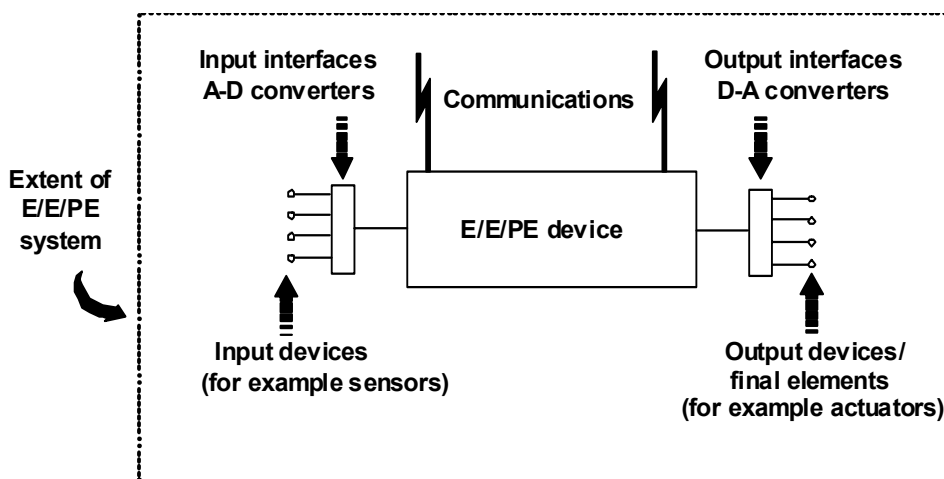 Input interfaces
A-D converters
Communications
Output interfaces
D-A converters
Extent of
E/E/PE
system
E/E/PE device
Input devices
(for example sensors)
Output devices/
final elements
(for example actuators)